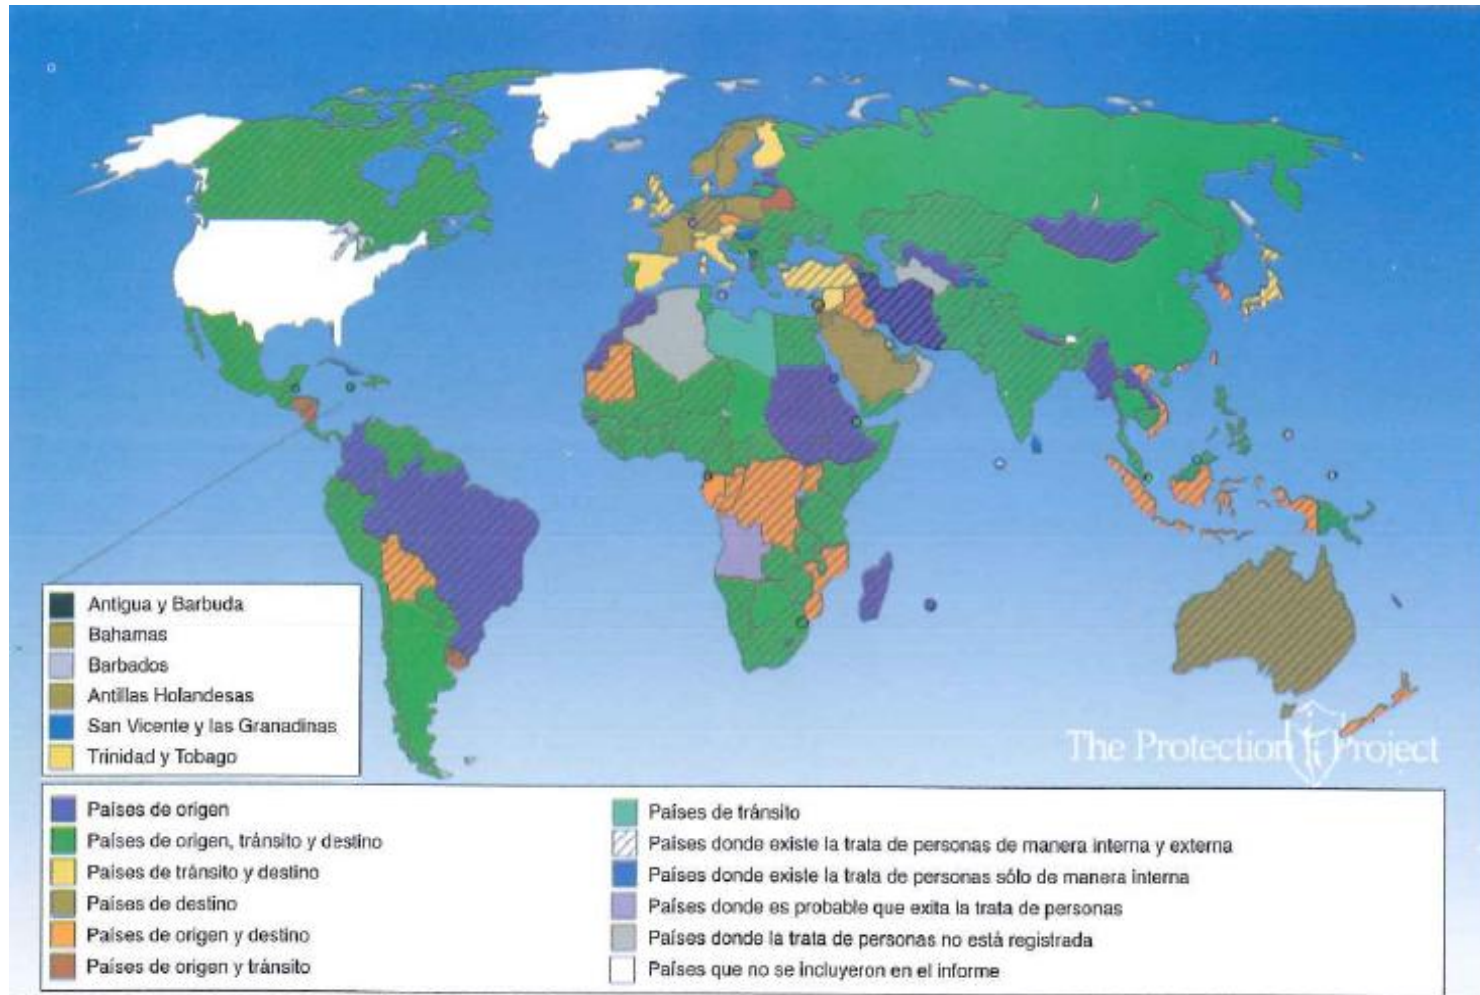 The Protection Project
Antigua y Barbuda
Bahamas
Barbados
Antillas Holandesas
San Vicente y las Granadinas
Trinidad y Tobago
Países de origen
Países de origen, tránsito y destino
Países de tránsito y destino
Países de destino
Países de origen y destino
Países de origen y tránsito
Países de tránsito
Países donde existe la trata de personas de manera interna y externa
Países donde existe la trata de personas sólo de manera interna
Países donde es probable que exita la trata de personas
Países donde la trata de personas no está registrada
Países que no se incluyeron en el informe